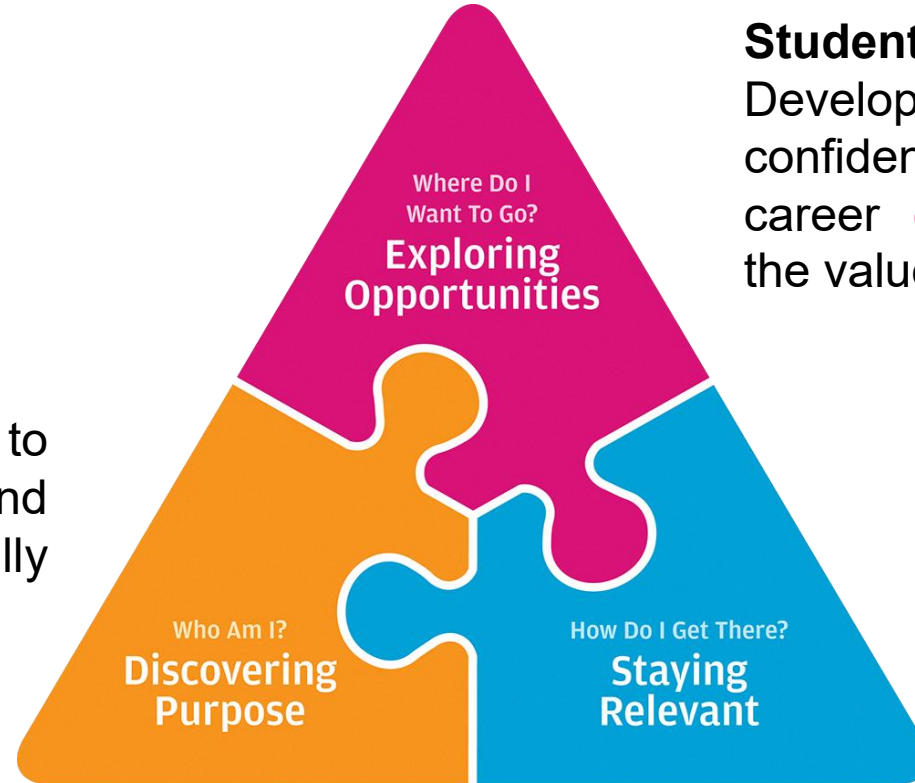 Student
Develop
confiden
career
the value
Where Do I
Want To Go?
Exploring
Opportunities
to
nd
lly
Who Am I?
Discovering
Purpose
How Do I Get There?
Staying
Relevant